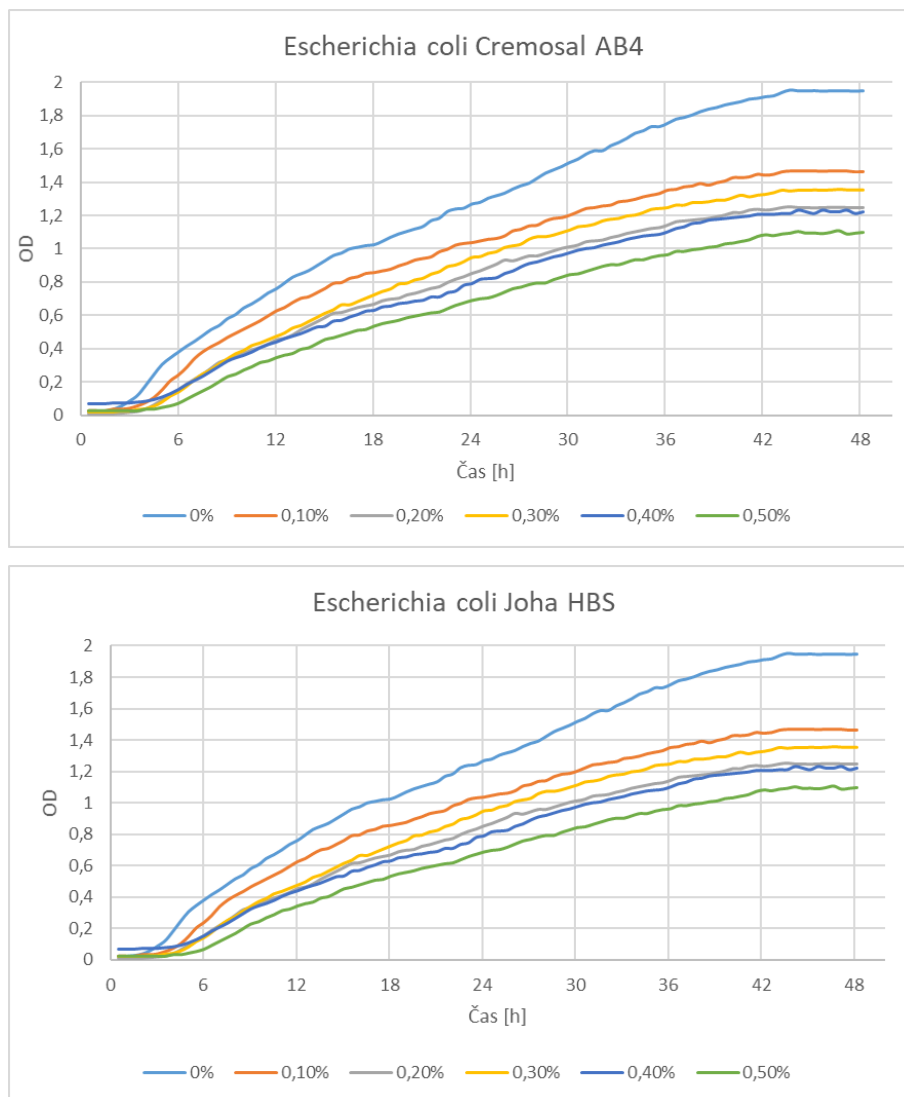 Escherichia coli Cremosal AB4
2
1,8
1,6
1,4
1,2
1
0,8
0,6
0,4
0,2
0
OD
0 6 12 18 24 30 36 42 48
Čas [h]
0% 0,10% 0,20% 0,30% 0,40% 0,50%
Escherichia coli Joha HBS
2
1,8
1,6
1,4
1,2
1
0,8
0,6
0,4
0,2
0
OD
0 6 12 18 24 30 36 42 48
Čas [h]
0% 0,10% 0,20% 0,30% 0,40% 0,50%